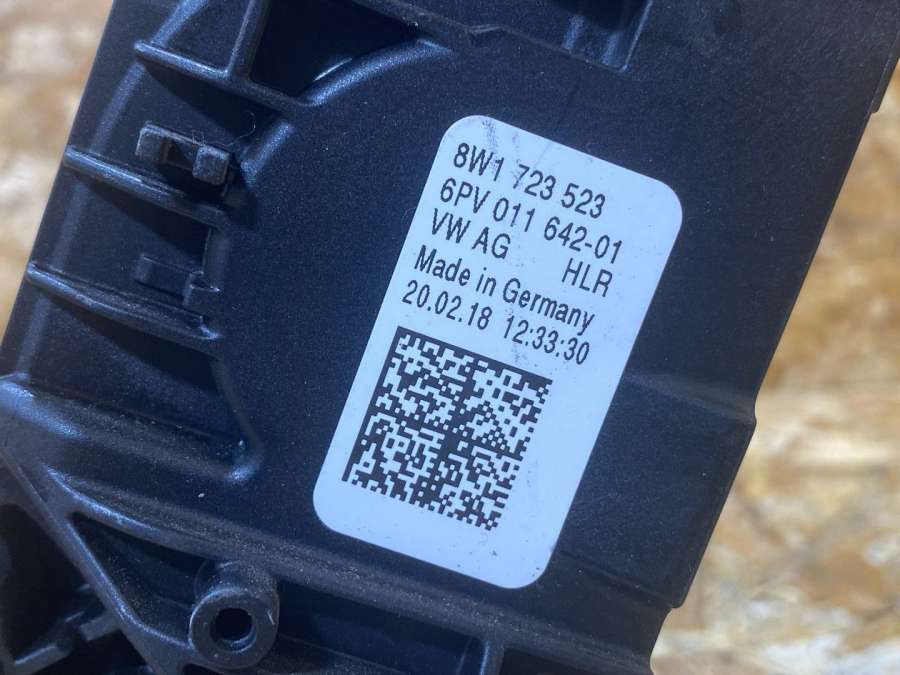 8W1 723 523
6PV 011 642-01
VW AG HLR
Made in Germany
20.02.18 12:33:30